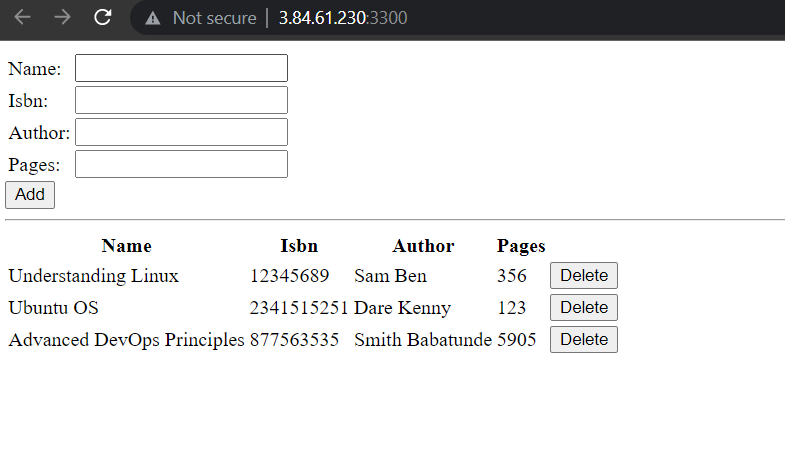 Not secure | 3.84.61.230:3300
Name:
Isbn:
Author:
Pages:
Add
Name Isbn Author Pages
Understanding Linux 12345689 Sam Ben 356 Delete
Ubuntu OS 2341515251 Dare Kenny 123 Delete
Advanced DevOps Principles 877563535 Smith Babatunde 5905 Delete